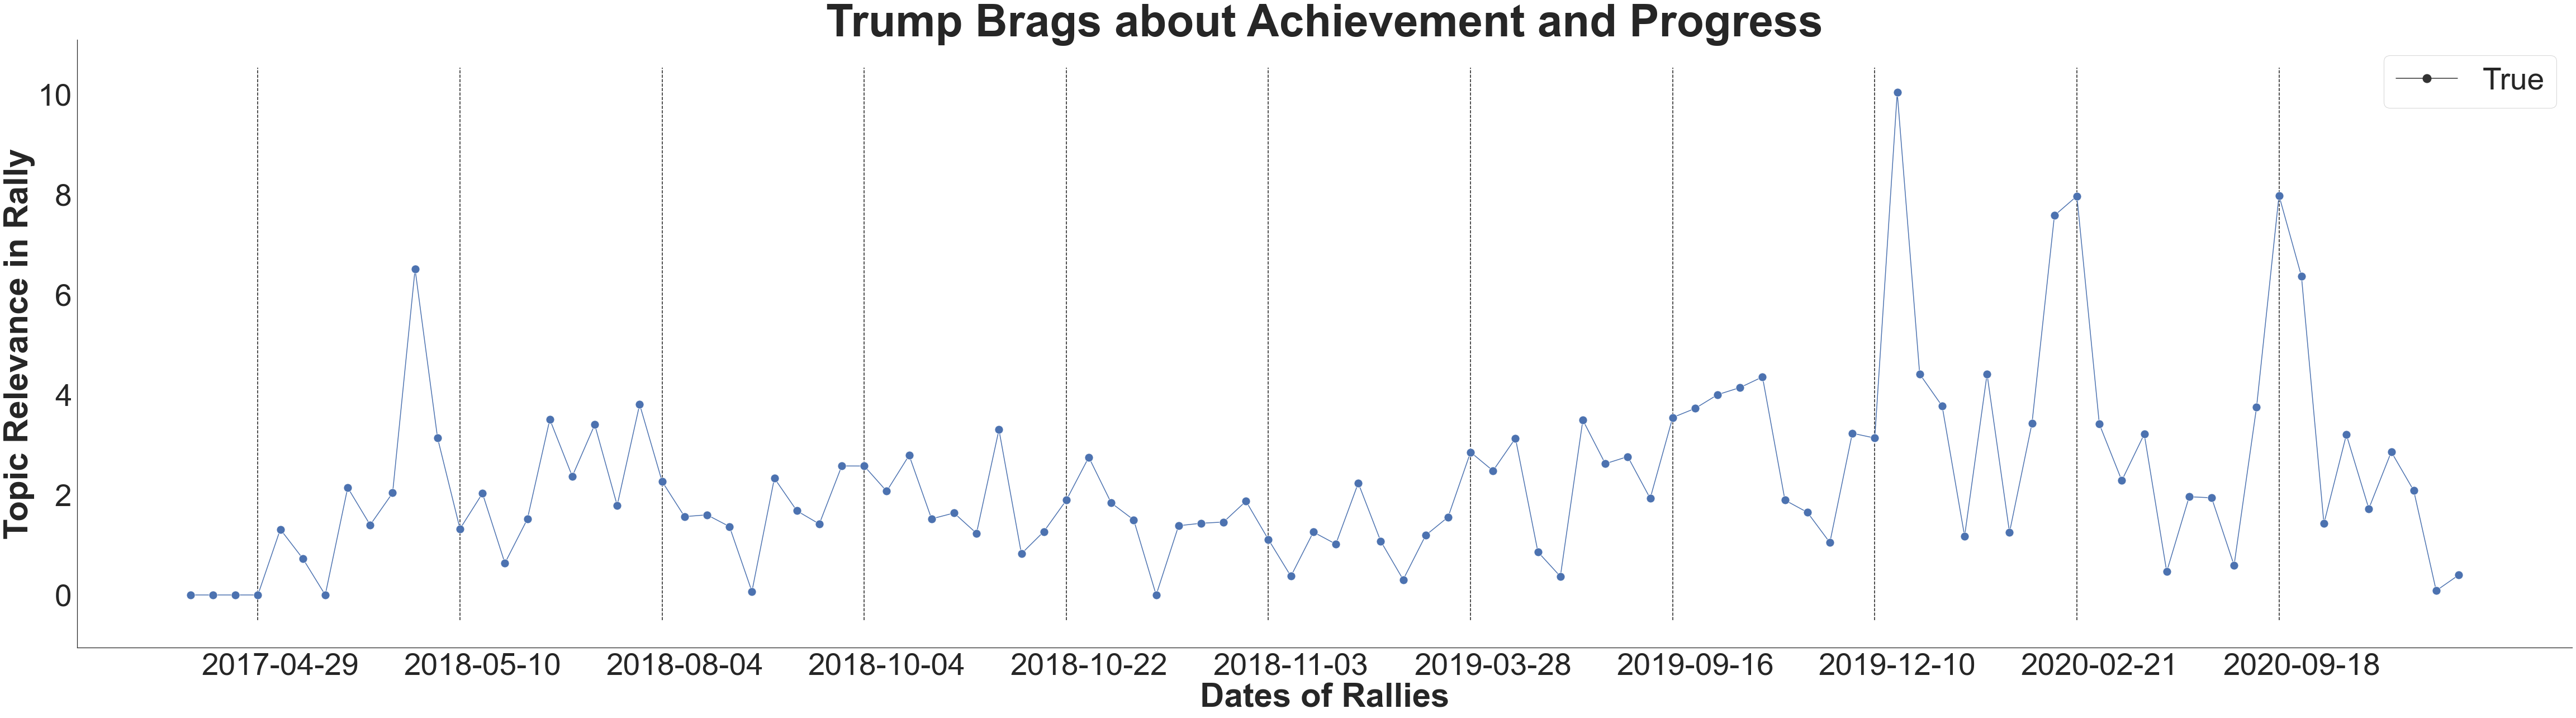 Trump Brags about Achievement and Progress
True
Topic Relevance in Rally
10
8
6
4
2
0
2017-04-29 2018-05-10 2018-08-04 2018-10-04 2018-10-22 2018-11-03 2019-03-28 2019-09-16 2019-12-10 2020-02-21 2020-09-18
Dates of Rallies